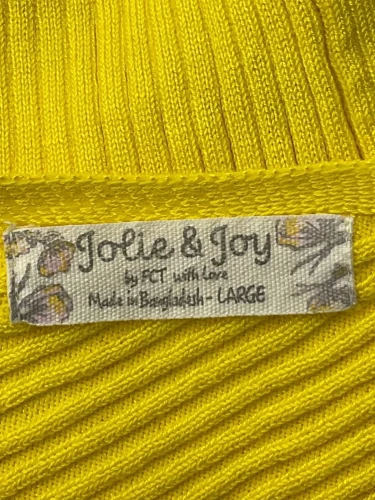 Jolie & Joy
by FCT with Love
Made in Bangladesh - LARGE